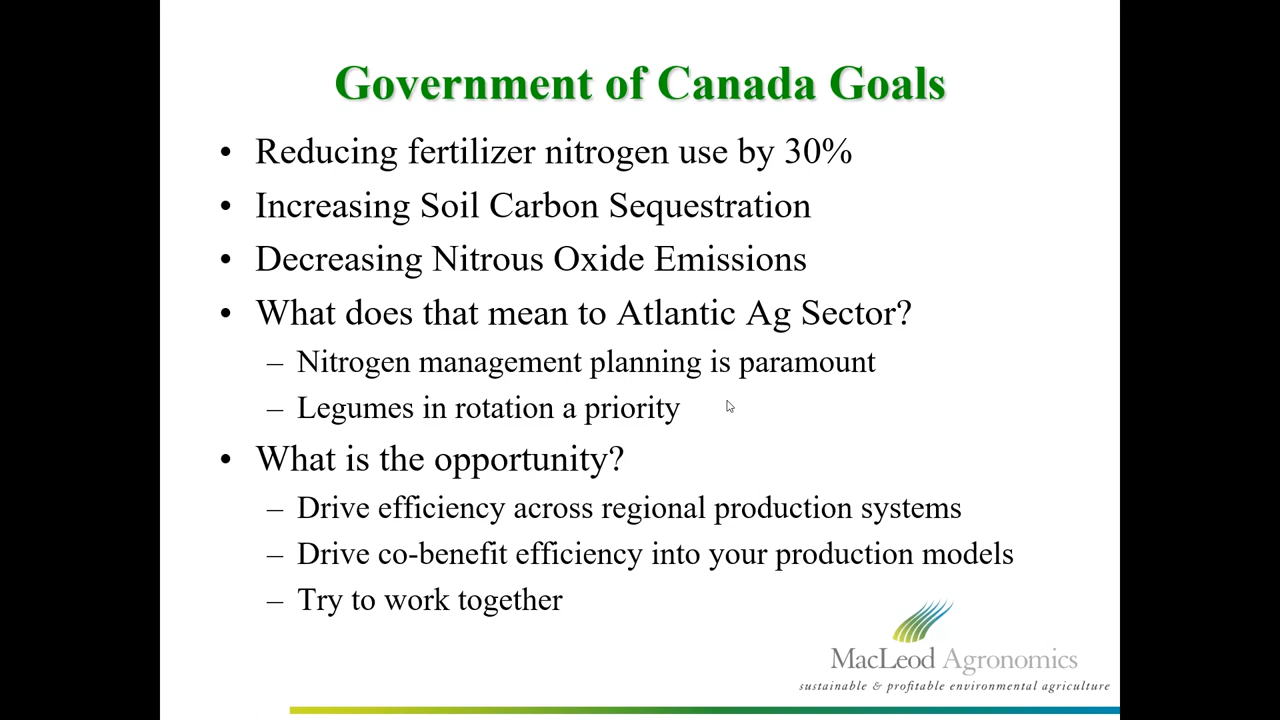 Government of Canada Goals
• Reducing fertilizer nitrogen use by 30%
• Increasing Soil Carbon Sequestration
• Decreasing Nitrous Oxide Emissions
• What does that mean to Atlantic Ag Sector?
– Nitrogen management planning is paramount
– Legumes in rotation a priority
• What is the opportunity?
– Drive efficiency across regional production systems
– Drive co-benefit efficiency into your production models
– Try to work together
MacLeod Agronomics
sustainable & profitable environmental agriculture